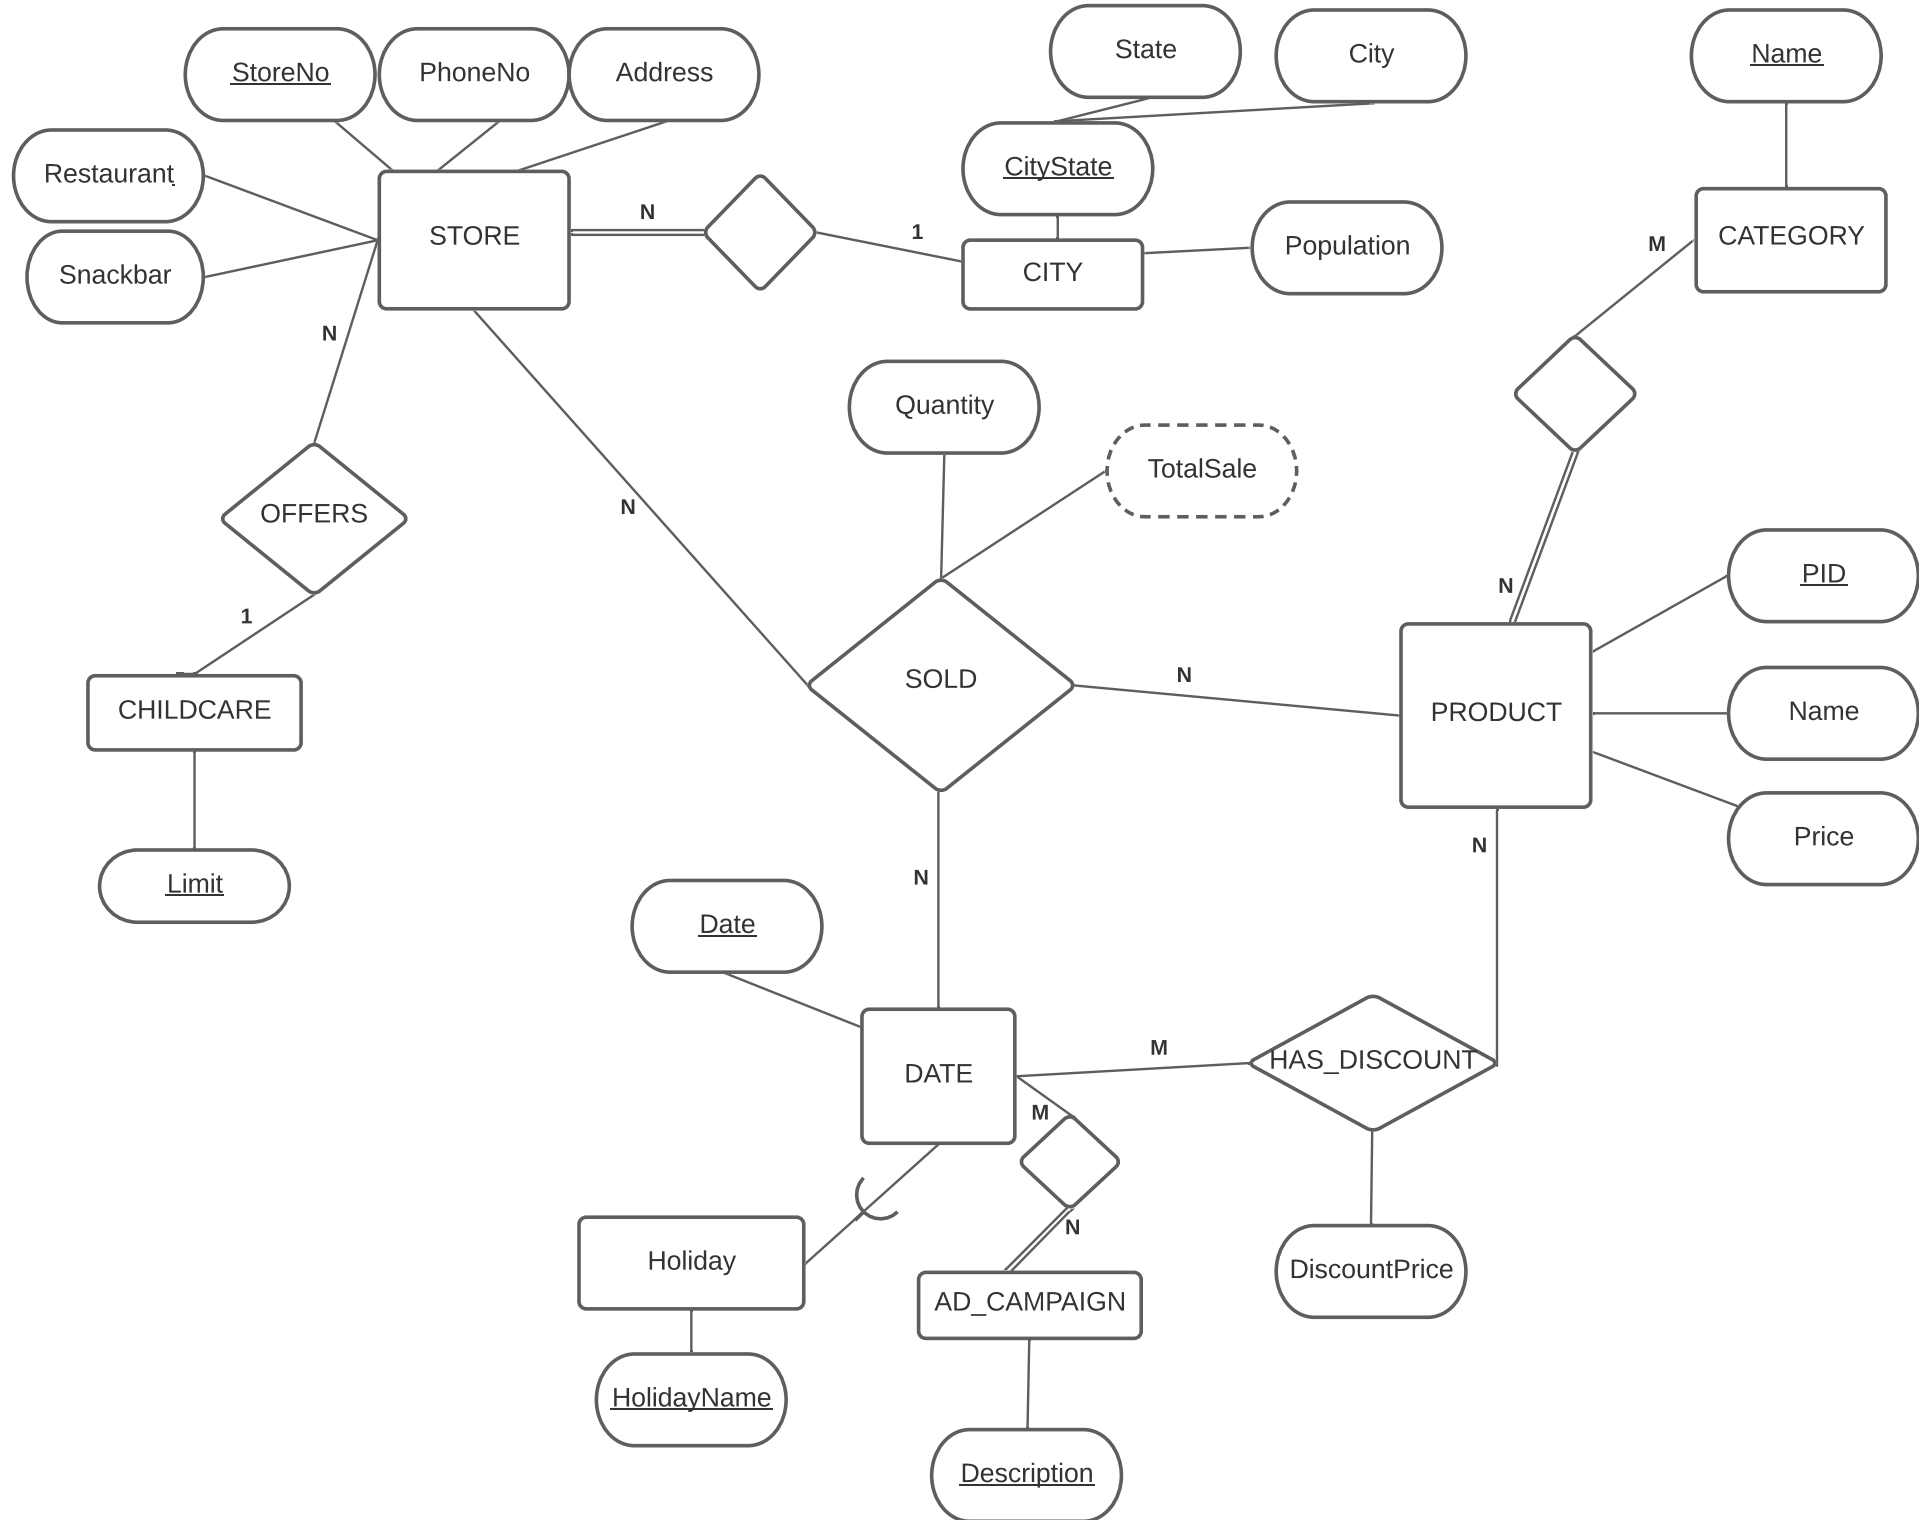 State
City
Name
StoreNo
PhoneNo
Address
Restaurant
CityState
STORE
N
1
CITY
Population
M
CATEGORY
Snackbar
N
Quantity
TotalSale
OFFERS
N
1
N
PID
CHILDCARE
SOLD
N
PRODUCT
Name
Limit
N
N
Price
Date
DATE
M
HAS_DISCOUNT
M
N
Holiday
AD_CAMPAIGN
DiscountPrice
HolidayName
Description